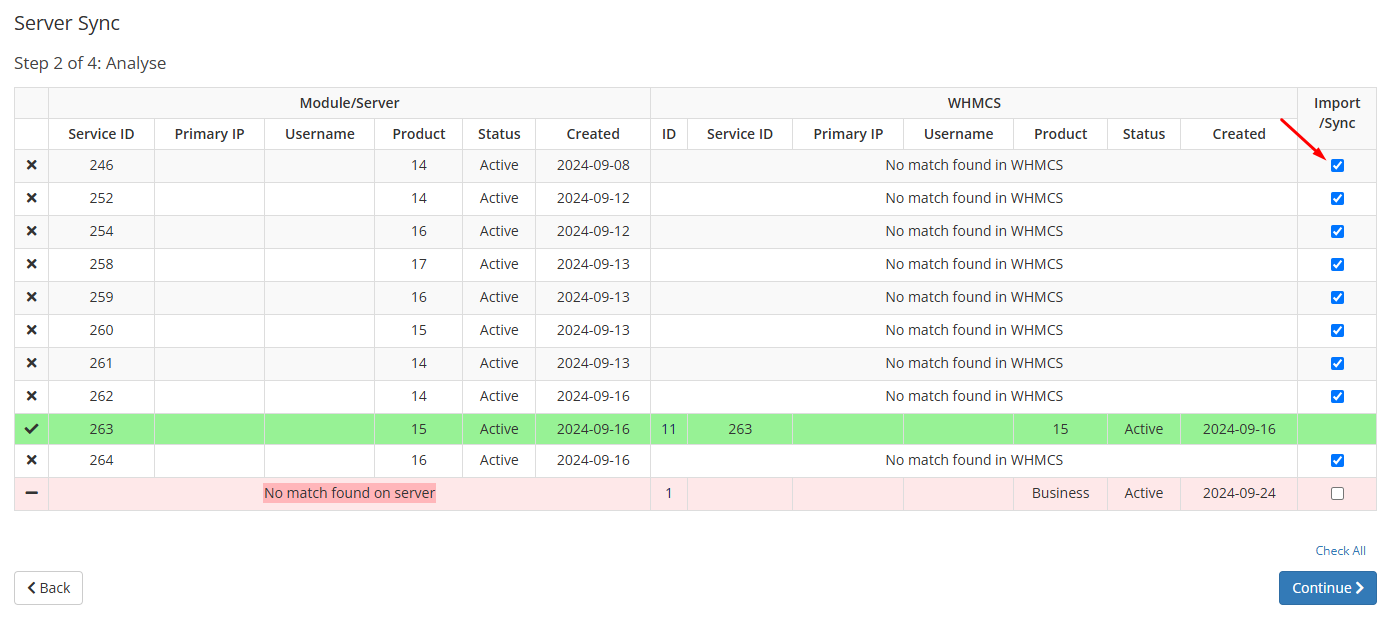 Server Sync
Step 2 of 4: Analyse
Module/Server WHMCS Import
/Sync
Service ID Primary IP Username Product Status Created ID Service ID Primary IP Username Product Status Created
246 14 Active 2024-09-08 No match found in WHMCS
252 14 Active 2024-09-12 No match found in WHMCS
254 16 Active 2024-09-12 No match found in WHMCS
258 17 Active 2024-09-13 No match found in WHMCS
259 16 Active 2024-09-13 No match found in WHMCS
260 15 Active 2024-09-13 No match found in WHMCS
261 14 Active 2024-09-13 No match found in WHMCS
262 14 Active 2024-09-16 No match found in WHMCS
263 15 Active 2024-09-16 11 263 15 Active 2024-09-16
264 16 Active 2024-09-16 No match found in WHMCS
No match found on server 1 Business Active 2024-09-24
Check All
Back Continue